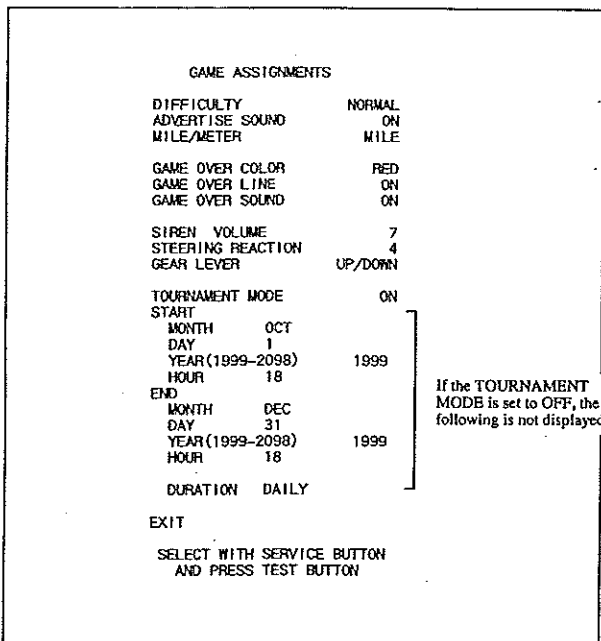 GAME ASSIGNMENTS
DIFFICULTY NORMAL
ADVERTISE SOUND ON
MILE/METER MILE
GAME OVER COLOR RED
GAME OVER LINE ON
GAME OVER SOUND ON
SIREN VOLUME 7
STEERING REACTION 4
GEAR LEVER UP/DOWN
TOURNAMENT MODE ON
START
MONTH OCT
DAY 1
YEAR(1999-2098) 1999
HOUR 18
END
MONTH DEC
DAY 31
YEAR(1999-2098) 1999
HOUR 18
DURATION DAILY
If the TOURNAMENT
MODE is set to OFF, the
following is not displayed
EXIT
SELECT WITH SERVICE BUTTON
AND PRESS TEST BUTTON